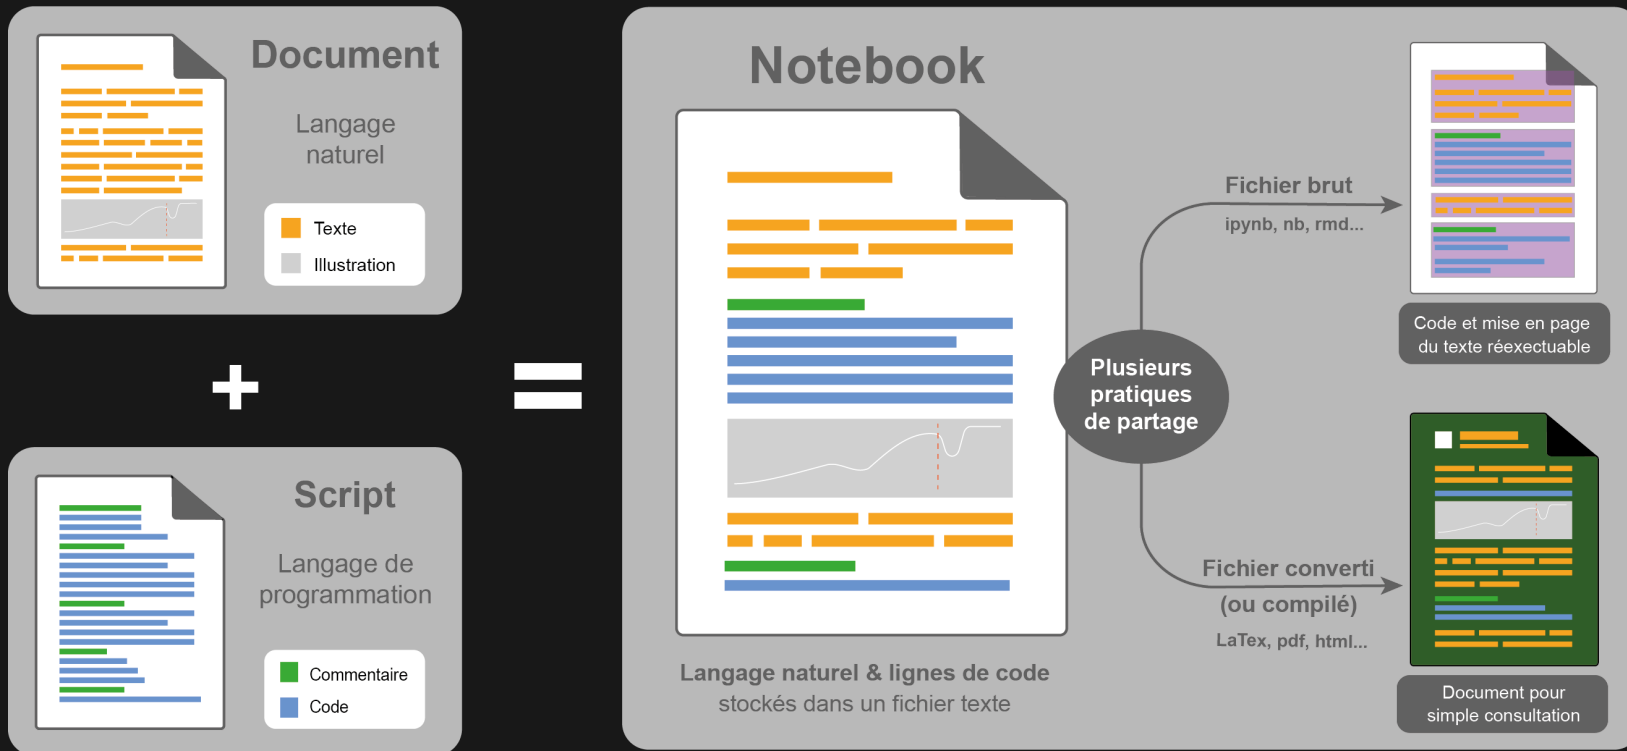 Document
Langage
naturel
Texte
Illustration
Script
Langage de
programmation
Commentaire
Code
Notebook
Langage naturel & lignes de code
stockés dans un fichier texte
Plusieurs
pratiques
de partage
Fichier brut
ipynb, nb, rmd...
Code et mise en page
du texte réexectuable
Fichier converti
(ou compilé)
LaTex, pdf, html...
Document pour
simple consultation